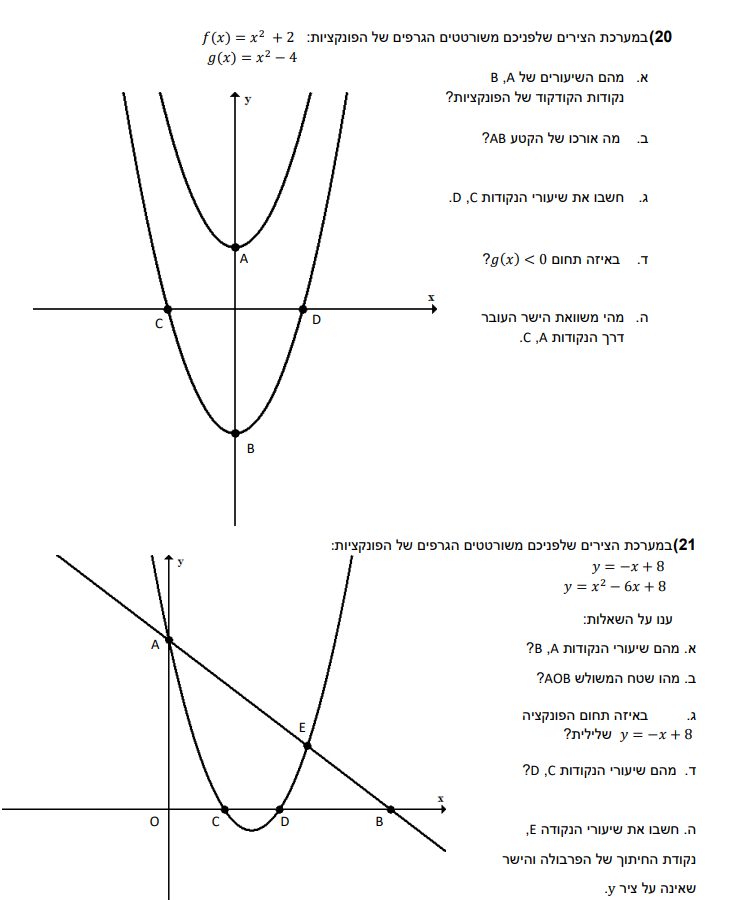 20) במערכת הצירים שלפניכם משורטטים הגרפים של הפונקציות: f(x) = x² + 2
g(x) = x² − 4
א. מהם השיעורים של A, B
נקודות הקודקוד של הפונקציות?
ב. מה אורכו של הקטע AB?
ג. חשבו את שיעורי הנקודות C, D.
ד. באיזה תחום g(x) < 0?
ה. מהי משוואת הישר העובר
דרך הנקודות A, C.
y
A
x
C
D
B
21) במערכת הצירים שלפניכם משורטטים הגרפים של הפונקציות:
y = −x + 8
y = x² − 6x + 8
ענו על השאלות:
א. מהם שיעורי הנקודות A, B?
ב. מהו שטח המשולש AOB?
ג. באיזה תחום הפונקציה
y = −x + 8 שלילית?
ד. מהם שיעורי הנקודות C, D?
ה. חשבו את שיעורי הנקודה E,
נקודת החיתוך של הפרבולה והישר
שאינה על ציר y.
y
A
E
x
O
C
D
B